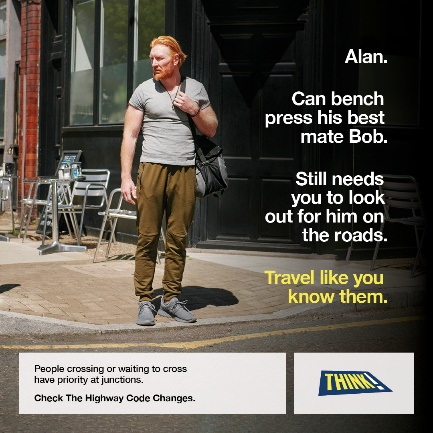 Alan.
Can bench
press his best
mate Bob.
Still needs
you to look
out for him on
the roads.
Travel like you
know them.
People crossing or waiting to cross
have priority at junctions.
Check The Highway Code Changes.
THINK!